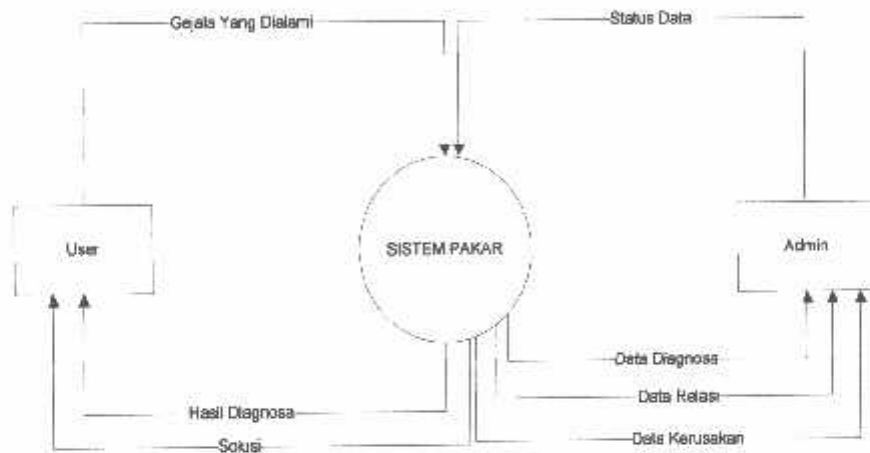 Gejala Yang Dialami
Status Data
User
SISTEM PAKAR
Admin
Data Diagnosa
Data Relasi
Hasil Diagnosa
Data Kerusakan
Solusi